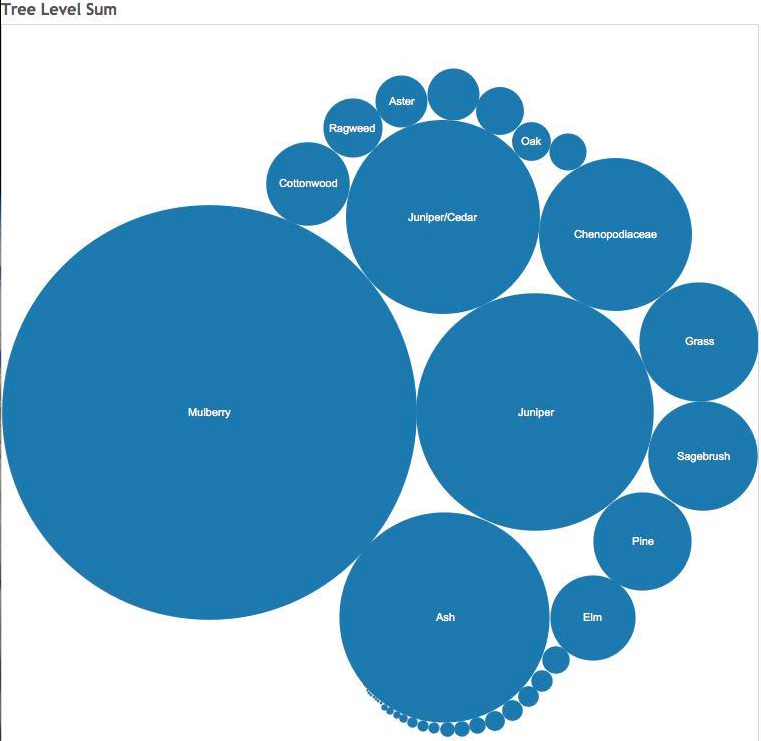 Tree Level Sum
Aster
Ragweed
Oak
Cottonwood
Juniper/Cedar
Chenopodiaceae
Grass
Mulberry
Juniper
Sagebrush
Pine
Ash
Elm